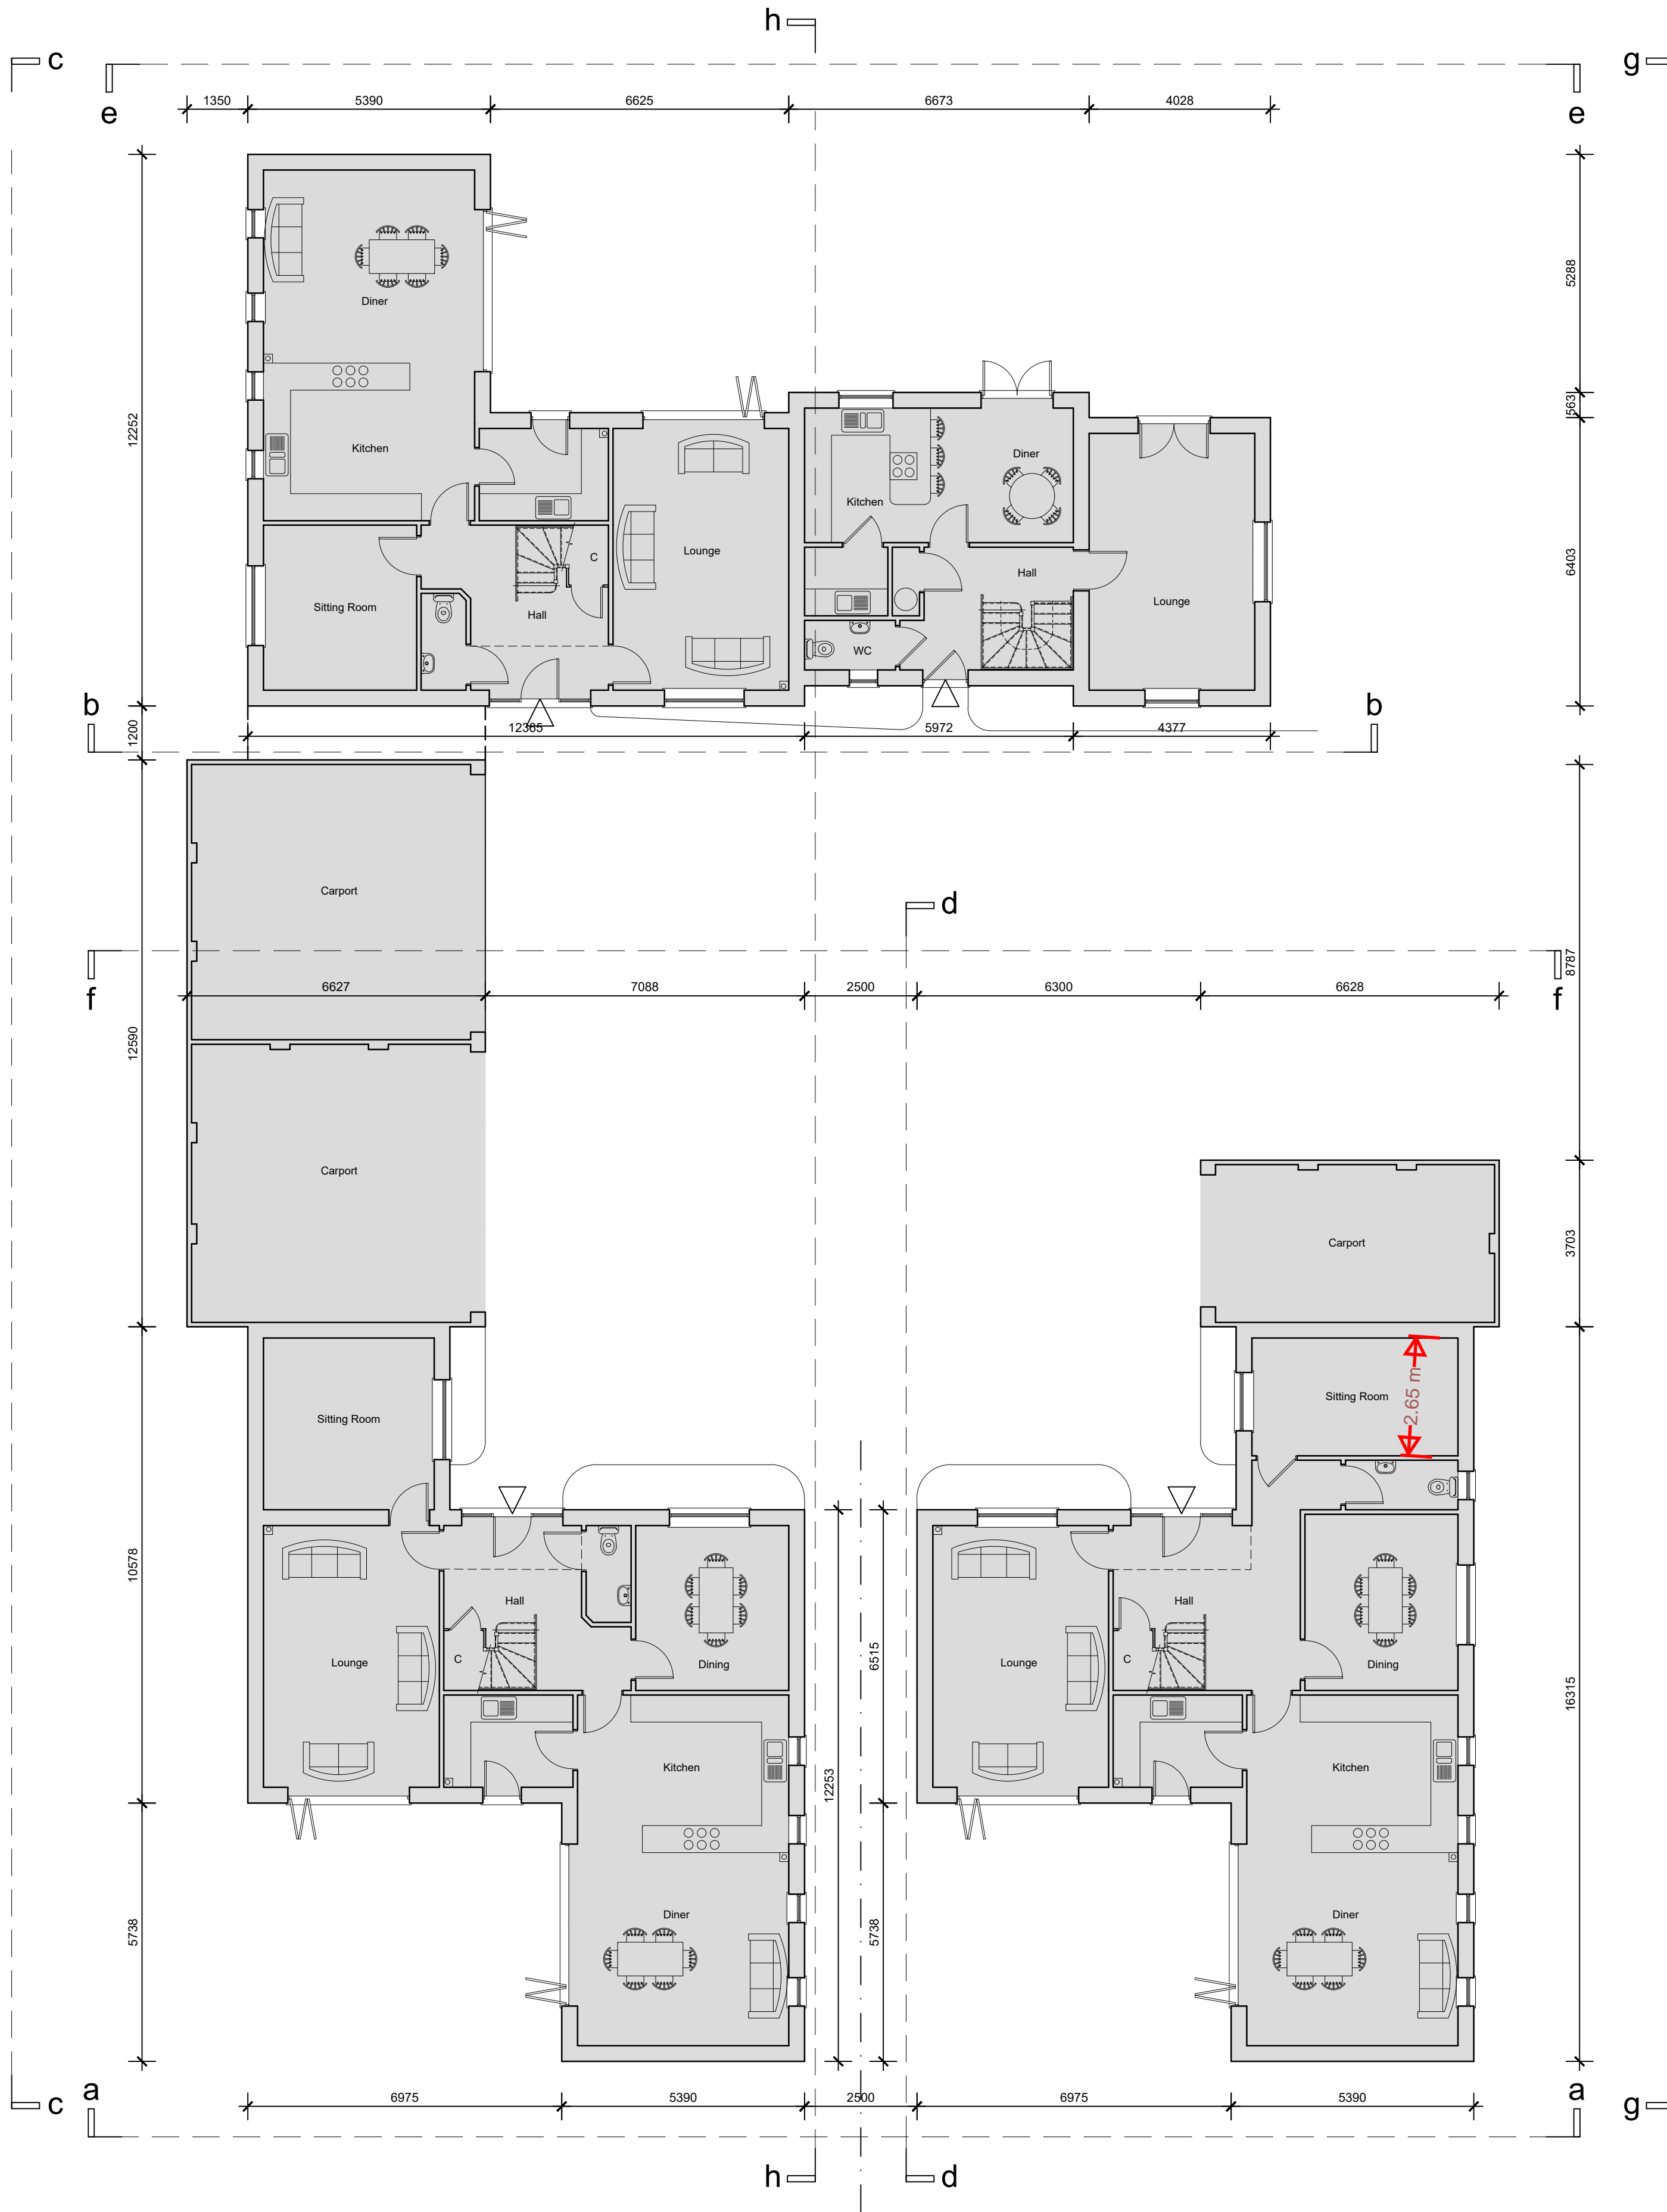 h
c
g
e
e
1350
5390
6625
6673
4028
Diner
Kitchen
Sitting Room
Hall
C
Lounge
Kitchen
Diner
Hall
WC
Lounge
12252
5288
563
6403
b
b
1200
12365
5972
4377
Carport
d
f
f
6627
7088
2500
6300
6628
8787
12590
Carport
Carport
3703
Sitting Room
Sitting Room
2.65 m
10578
Hall
Lounge
C
Dining
6515
Hall
Lounge
C
Dining
16315
Kitchen
12253
Kitchen
5738
Diner
5738
Diner
c
a
6975
5390
2500
6975
5390
a
g
h
d